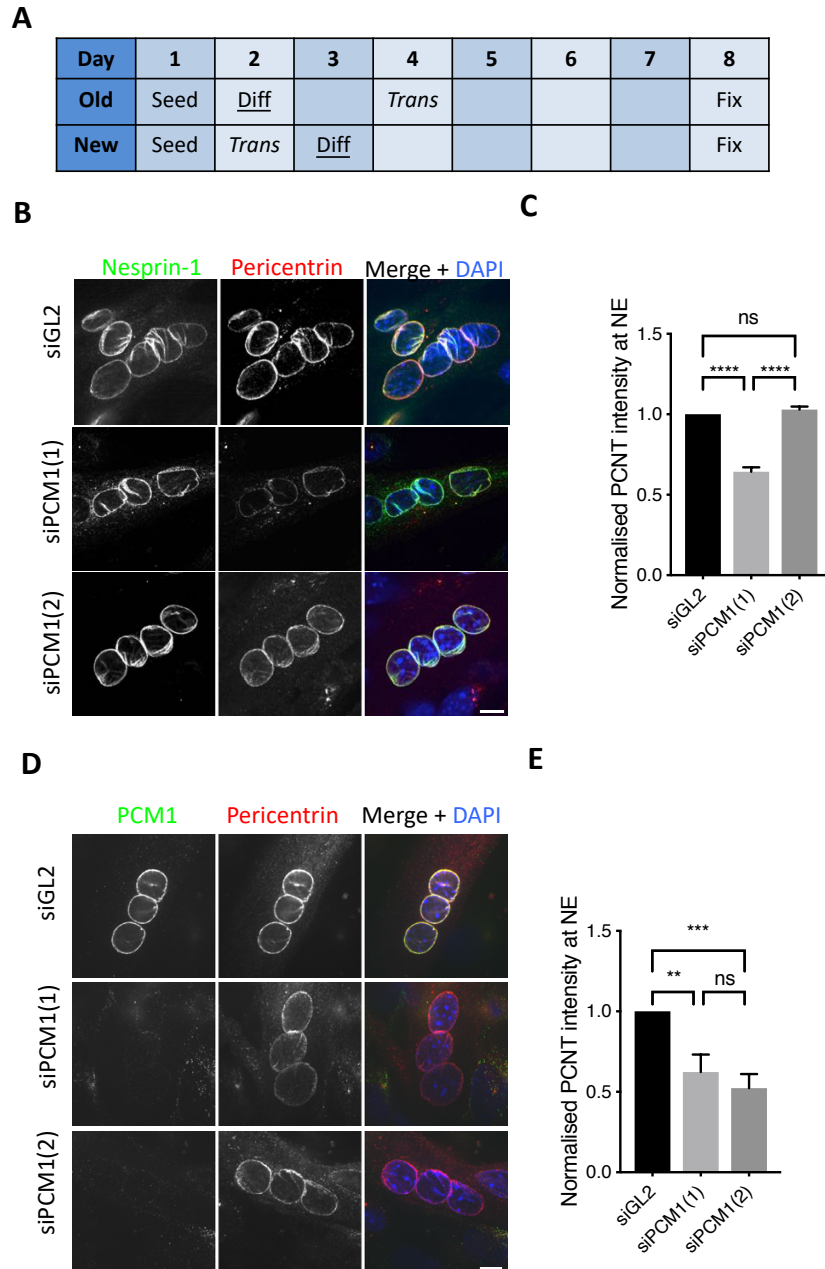 A
Day 1 2 3 4 5 6 7 8
Old Seed Diff Trans Fix
New Seed Trans Diff Fix
B
Nesprin-1 Pericentrin Merge + DAPI
siGL2
siPCM1(1)
siPCM1(2)
C
Normalised PCNT intensity at NE
1.5
1.0
0.5
0.0
ns
**** ****
siGL2
siPCM1(1)
siPCM1(2)
D
PCM1 Pericentrin Merge + DAPI
siGL2
siPCM1(1)
siPCM1(2)
E
Normalised PCNT intensity at NE
1.5
1.0
0.5
0.0
***
** ns
siGL2
siPCM1(1)
siPCM1(2)